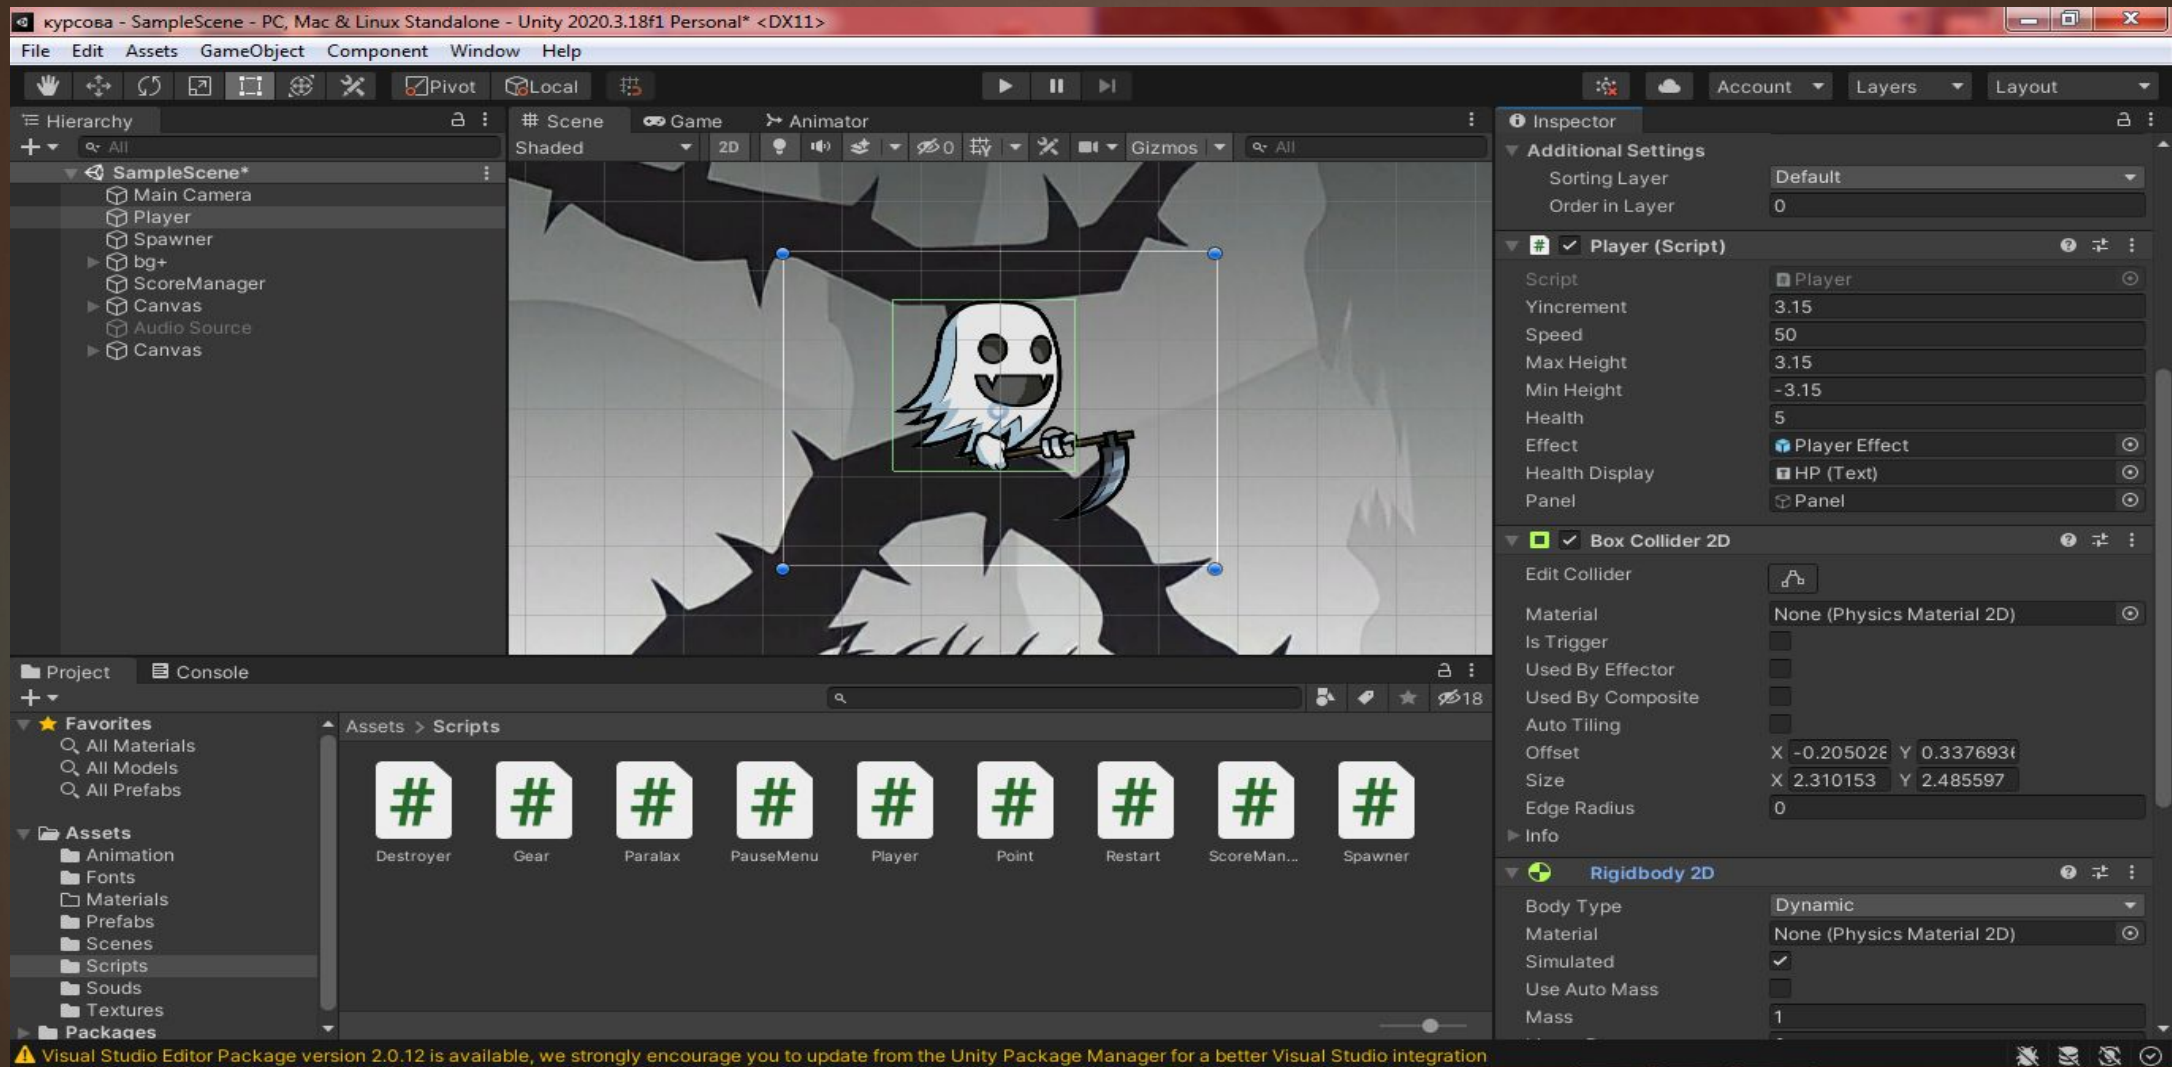 курсова - SampleScene - PC, Mac & Linux Standalone - Unity 2020.3.18f1 Personal* <DX11>
File Edit Assets GameObject Component Window Help
Pivot Local Account Layers Layout
Hierarchy
All
SampleScene*
Main Camera
Player
Spawner
bg+
ScoreManager
Canvas
Audio Source
Canvas
Scene Game Animator
Shaded 2D 0 Gizmos All
Inspector
Additional Settings
Sorting Layer Default
Order in Layer 0
# Player (Script)
Script Player
Yincrement 3.15
Speed 50
Max Height 3.15
Min Height -3.15
Health 5
Effect Player Effect
Health Display HP (Text)
Panel Panel
Box Collider 2D
Edit Collider
Material None (Physics Material 2D)
Is Trigger
Used By Effector
Used By Composite
Auto Tiling
Offset X -0.205028 Y 0.3376936
Size X 2.310153 Y 2.485597
Edge Radius 0
Info
Rigidbody 2D
Body Type Dynamic
Material None (Physics Material 2D)
Simulated
Use Auto Mass
Mass 1
Project Console
18
Favorites
All Materials
All Models
All Prefabs
Assets
Animation
Fonts
Materials
Prefabs
Scenes
Scripts
Souds
Textures
Packages
Assets > Scripts
# # # # # # # # #
Destroyer Gear Paralax PauseMenu Player Point Restart ScoreMan... Spawner
Visual Studio Editor Package version 2.0.12 is available, we strongly encourage you to update from the Unity Package Manager for a better Visual Studio integration